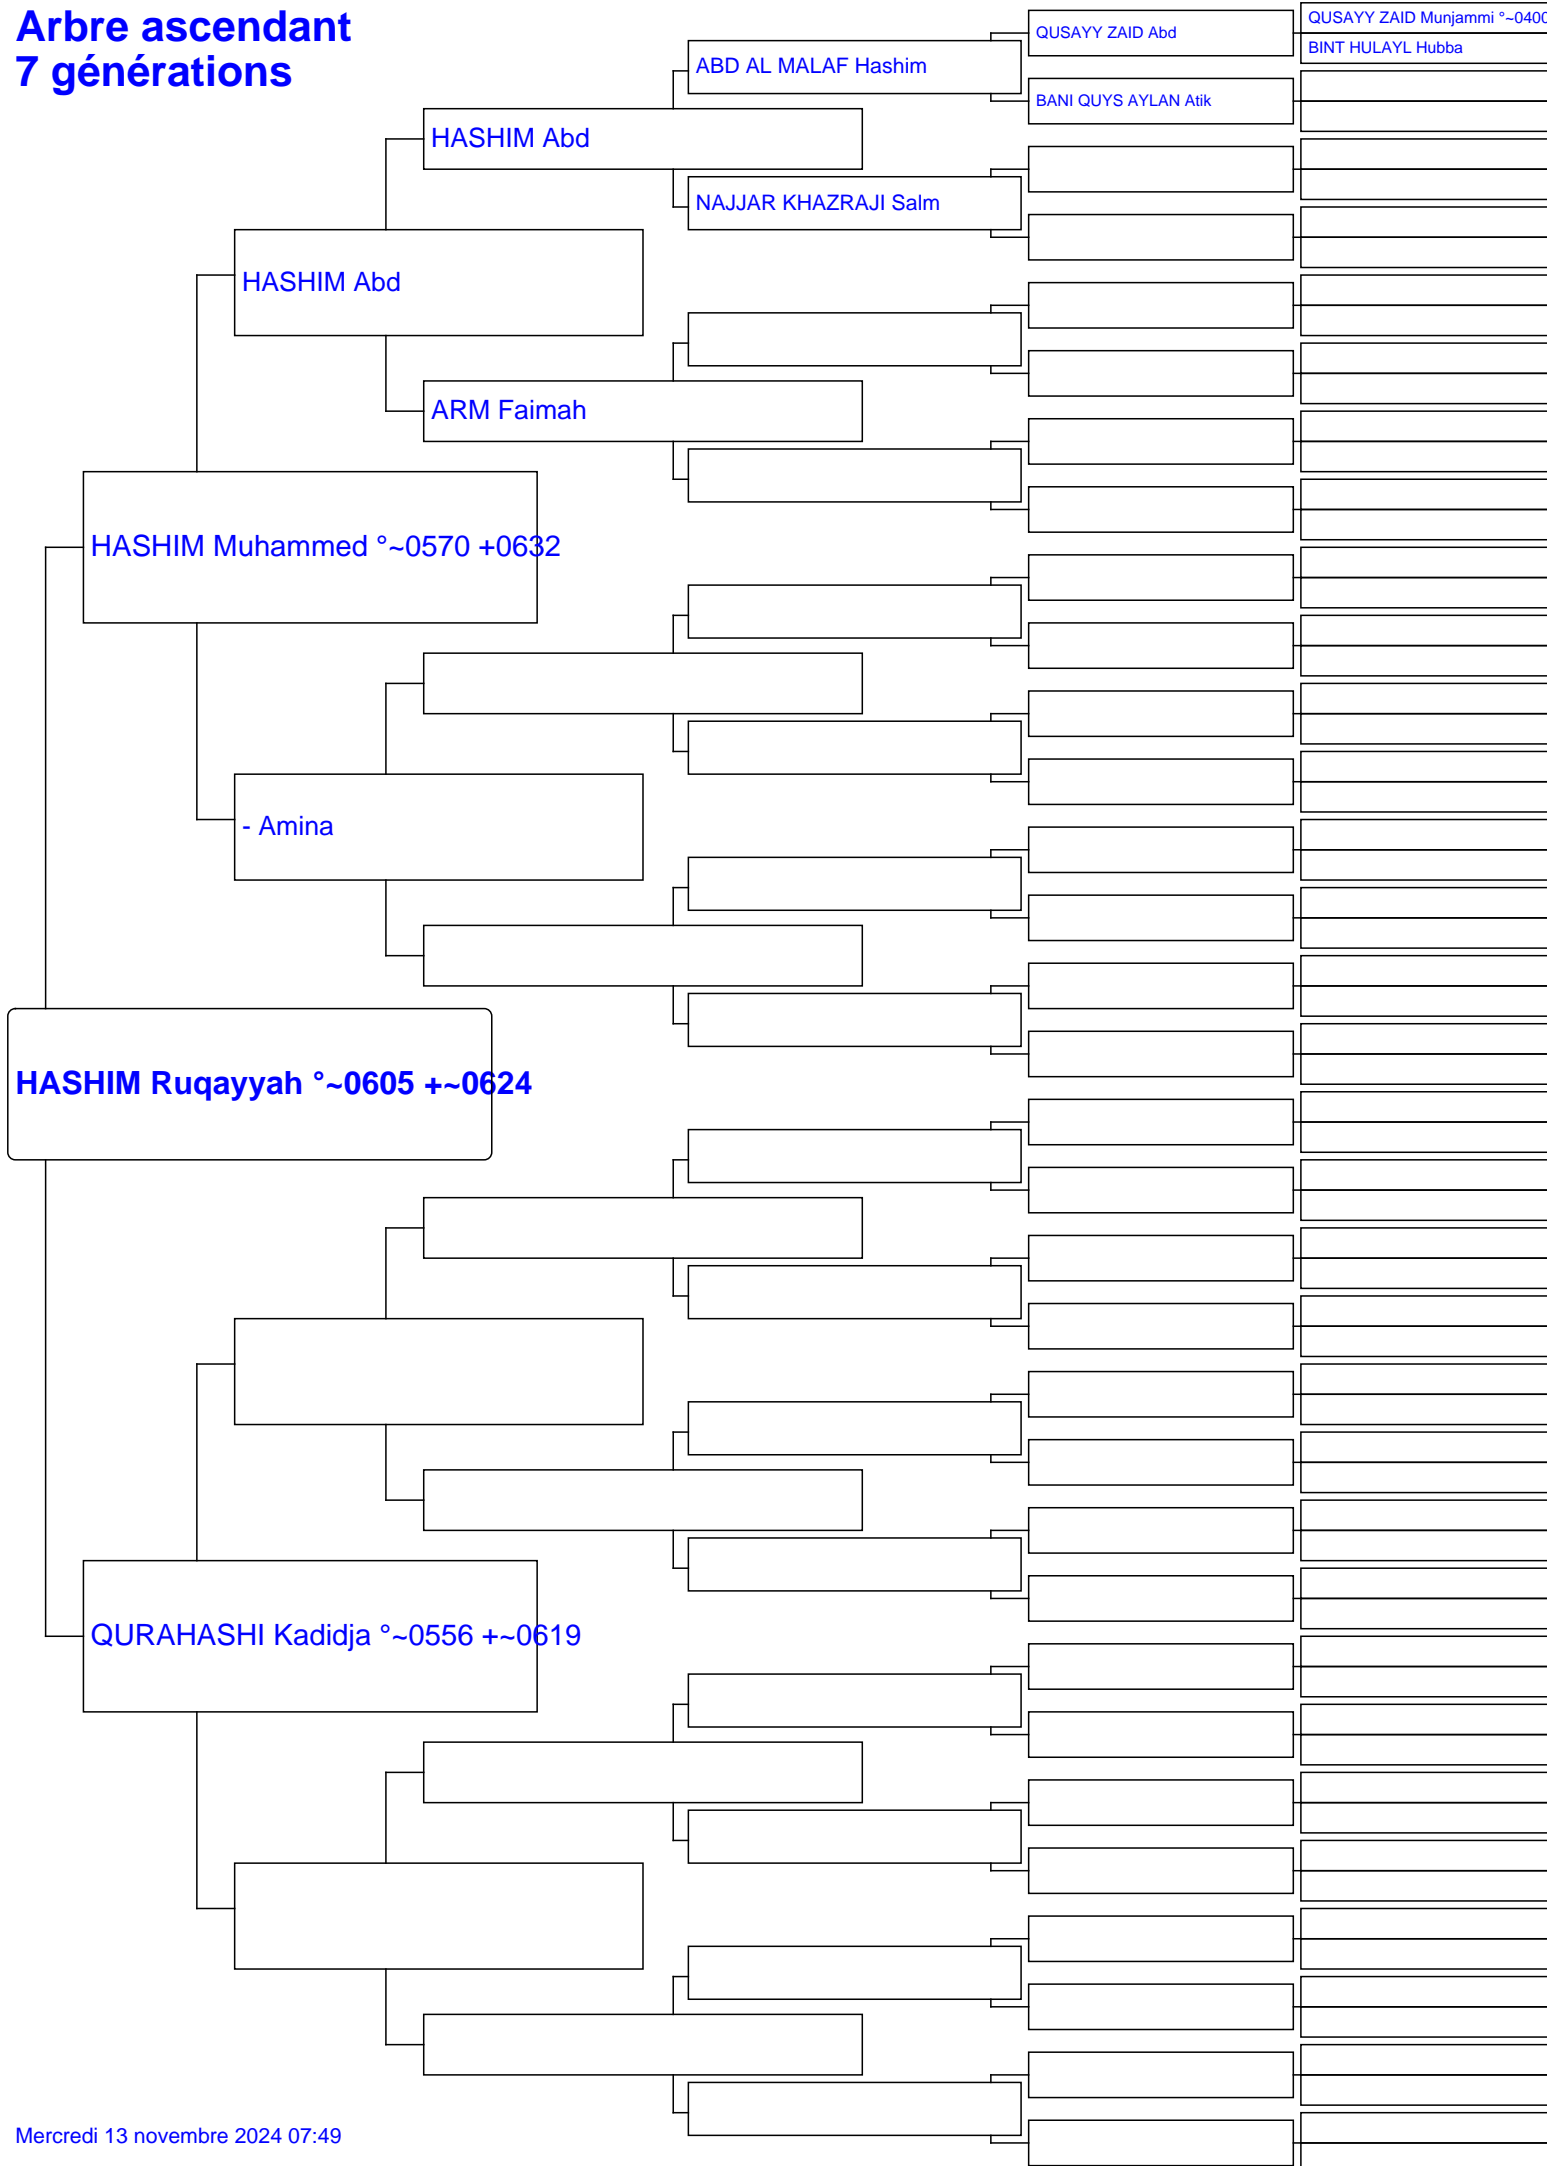 Arbre ascendant
7 générations
QUSAYY ZAID Munjammi °~0400
QUSAYY ZAID Abd
BINT HULAYL Hubba
ABD AL MALAF Hashim
BANI QUYS AYLAN Atik
HASHIM Abd
NAJJAR KHAZRAJI Salm
HASHIM Abd
ARM Faimah
HASHIM Muhammed °~0570 +0632
- Amina
HASHIM Ruqayyah °~0605 +~0624
QURAHASHI Kadidja °~0556 +~0619
Mercredi 13 novembre 2024 07:49